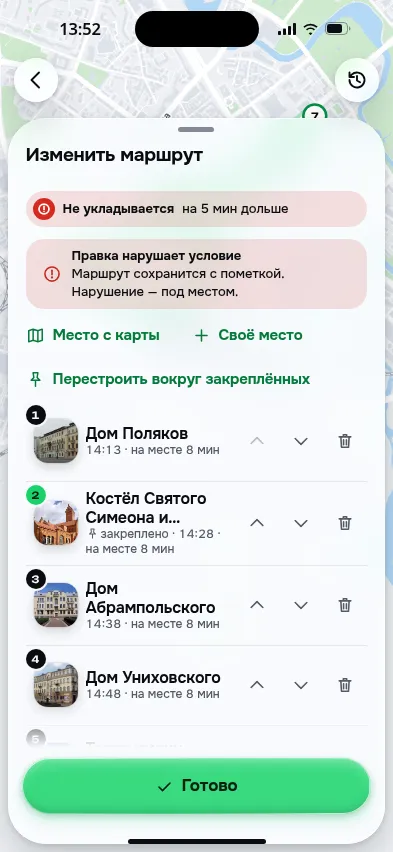 13:52
7
Изменить маршрут
Не укладывается на 5 мин дольше
Правка нарушает условие
Маршрут сохранится с пометкой.
Нарушение — под местом.
Место с карты
Своё место
Перестроить вокруг закреплённых
1
Дом Поляков
14:13 · на месте 8 мин
2
Костёл Святого
Симеона и...
закреплено · 14:28 ·
на месте 8 мин
3
Дом
Абрампольского
14:38 · на месте 8 мин
4
Дом Униховского
14:48 · на месте 8 мин
Готово